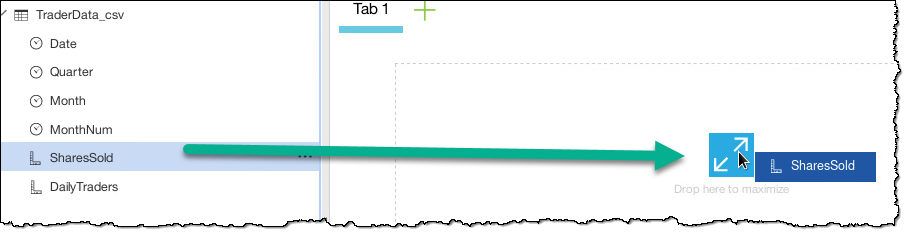 TraderData_csv
Date
Quarter
Month
MonthNum
SharesSold
DailyTraders
Tab 1
SharesSold
Drop here to maximize